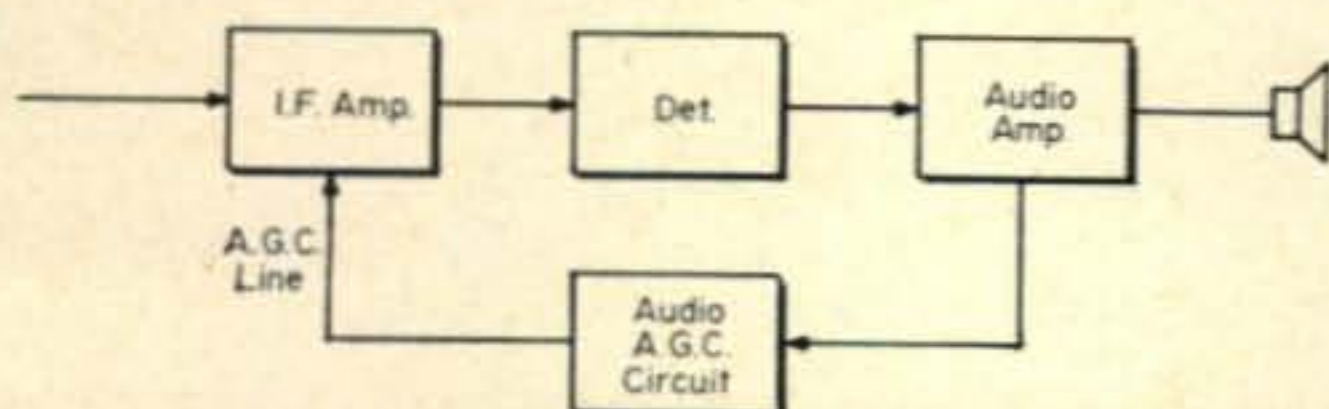 I.F. Amp.
Det.
Audio
Amp
A.G.C.
Line
Audio
A.G.C.
Circuit